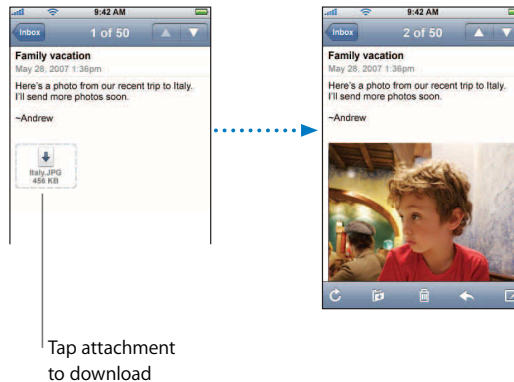 9:42 AM
Inbox
1 of 50
Family vacation
May 28, 2007 1:36pm
Here's a photo from our recent trip to Italy.
I'll send more photos soon.
~Andrew
Italy.JPG
456 KB
Tap attachment
to download
9:42 AM
Inbox
2 of 50
Family vacation
May 28, 2007 1:36pm
Here's a photo from our recent trip to Italy.
I'll send more photos soon.
~Andrew